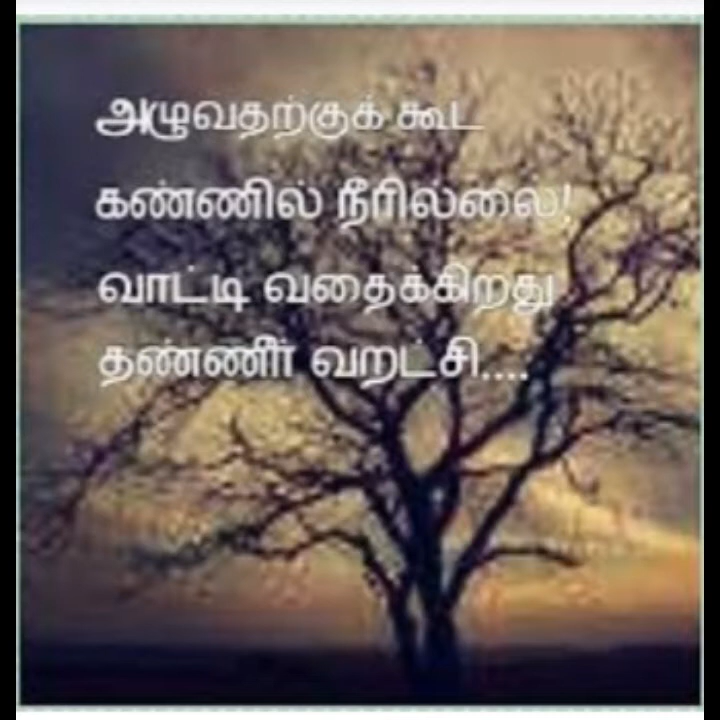 அழுவதற்குக் கூட
கண்ணில் நீரில்லை!
வாட்டி வதைக்கிறது
தண்ணீர் வறட்சி....